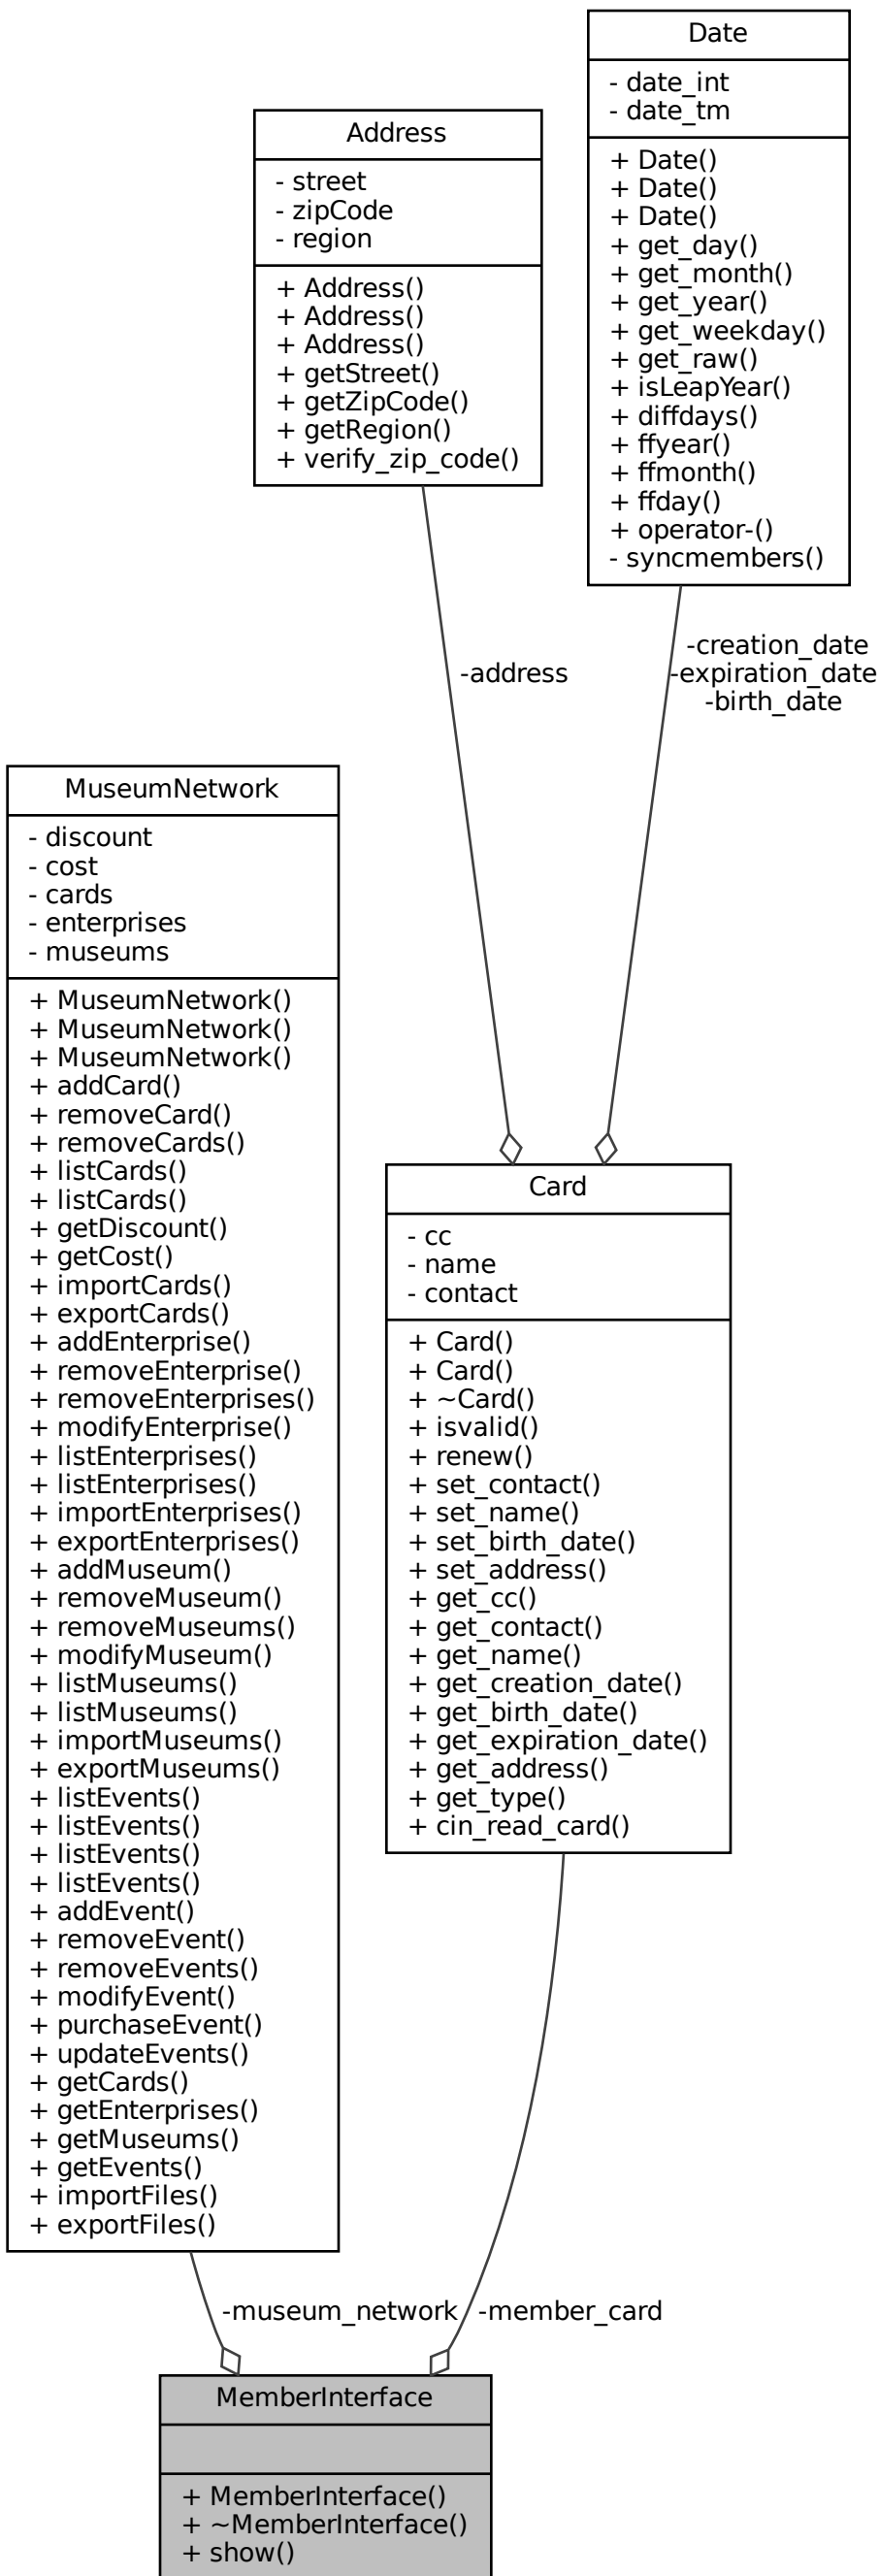 Date
- date_int
- date_tm
+ Date()
+ Date()
+ Date()
+ get_day()
+ get_month()
+ get_year()
+ get_weekday()
+ get_raw()
+ isLeapYear()
+ diffdays()
+ ffyear()
+ ffmonth()
+ ffday()
+ operator-()
- syncmembers()
Address
- street
- zipCode
- region
+ Address()
+ Address()
+ Address()
+ getStreet()
+ getZipCode()
+ getRegion()
+ verify_zip_code()
-address
-creation_date
-expiration_date
-birth_date
MuseumNetwork
- discount
- cost
- cards
- enterprises
- museums
+ MuseumNetwork()
+ MuseumNetwork()
+ MuseumNetwork()
+ addCard()
+ removeCard()
+ removeCards()
+ listCards()
+ listCards()
+ getDiscount()
+ getCost()
+ importCards()
+ exportCards()
+ addEnterprise()
+ removeEnterprise()
+ removeEnterprises()
+ modifyEnterprise()
+ listEnterprises()
+ listEnterprises()
+ importEnterprises()
+ exportEnterprises()
+ addMuseum()
+ removeMuseum()
+ removeMuseums()
+ modifyMuseum()
+ listMuseums()
+ listMuseums()
+ importMuseums()
+ exportMuseums()
+ listEvents()
+ listEvents()
+ listEvents()
+ listEvents()
+ addEvent()
+ removeEvent()
+ removeEvents()
+ modifyEvent()
+ purchaseEvent()
+ updateEvents()
+ getCards()
+ getEnterprises()
+ getMuseums()
+ getEvents()
+ importFiles()
+ exportFiles()
Card
- cc
- name
- contact
+ Card()
+ Card()
+ ~Card()
+ isvalid()
+ renew()
+ set_contact()
+ set_name()
+ set_birth_date()
+ set_address()
+ get_cc()
+ get_contact()
+ get_name()
+ get_creation_date()
+ get_birth_date()
+ get_expiration_date()
+ get_address()
+ get_type()
+ cin_read_card()
-museum_network
-member_card
MemberInterface
+ MemberInterface()
+ ~MemberInterface()
+ show()